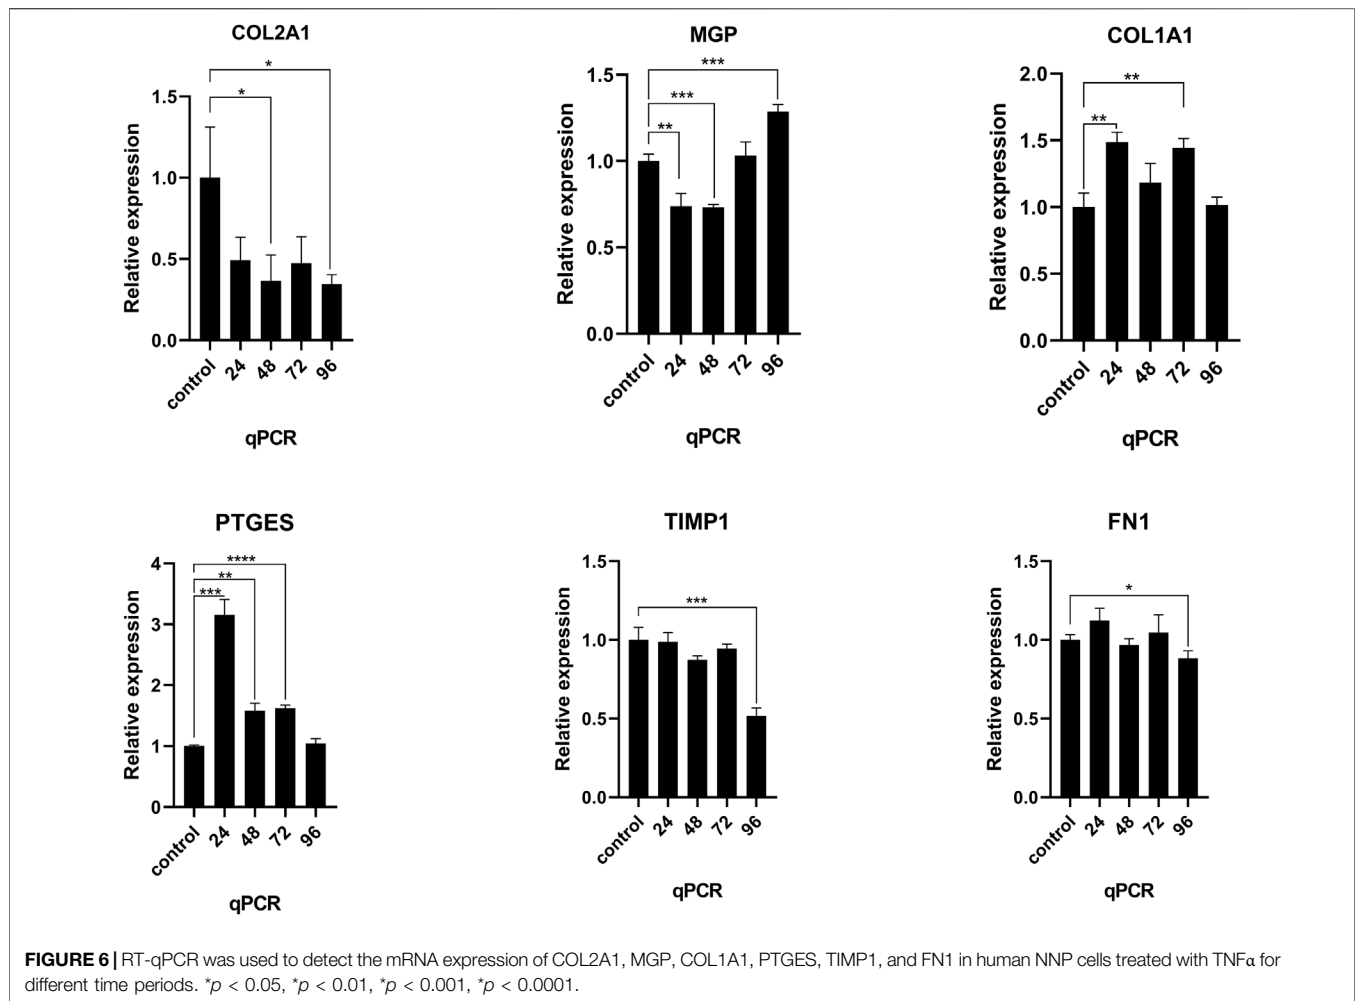 COL2A1
*
*
1.5
1.0
0.5
0.0
Relative expression
control
24
48
72
96
qPCR
MGP
***
***
**
1.5
1.0
0.5
0.0
Relative expression
control
24
48
72
96
qPCR
COL1A1
**
**
2.0
1.5
1.0
0.5
0.0
Relative expression
control
24
48
72
96
qPCR
PTGES
****
**
***
4
3
2
1
0
Relative expression
control
24
48
72
96
qPCR
TIMP1
***
1.5
1.0
0.5
0.0
Relative expression
control
24
48
72
96
qPCR
FN1
*
1.5
1.0
0.5
0.0
Relative expression
control
24
48
72
96
qPCR
FIGURE 6 | RT-qPCR was used to detect the mRNA expression of COL2A1, MGP, COL1A1, PTGES, TIMP1, and FN1 in human NNP cells treated with TNFα for
different time periods. *p < 0.05, *p < 0.01, *p < 0.001, *p < 0.0001.